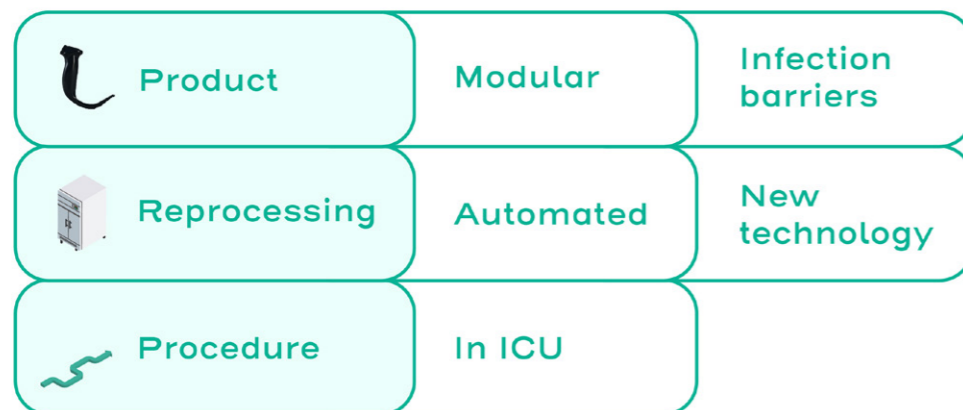 Product
Modular
Infection
barriers
Reprocessing
Automated
New
technology
Procedure
In ICU